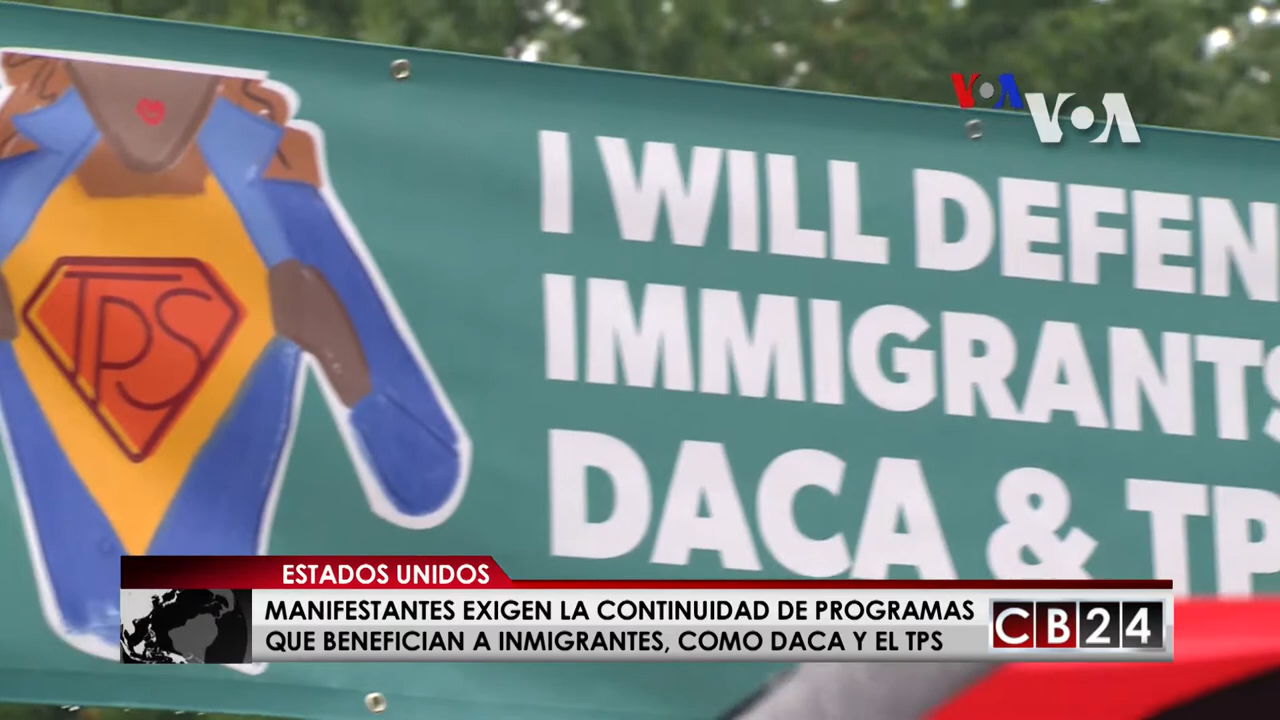 VOA
VOA
TPS
I WILL DEFEN
IMMIGRANTS
DACA & TP
ESTADOS UNIDOS
MANIFESTANTES EXIGEN LA CONTINUIDAD DE PROGRAMAS
QUE BENEFICIAN A INMIGRANTES, COMO DACA Y EL TPS
CB24